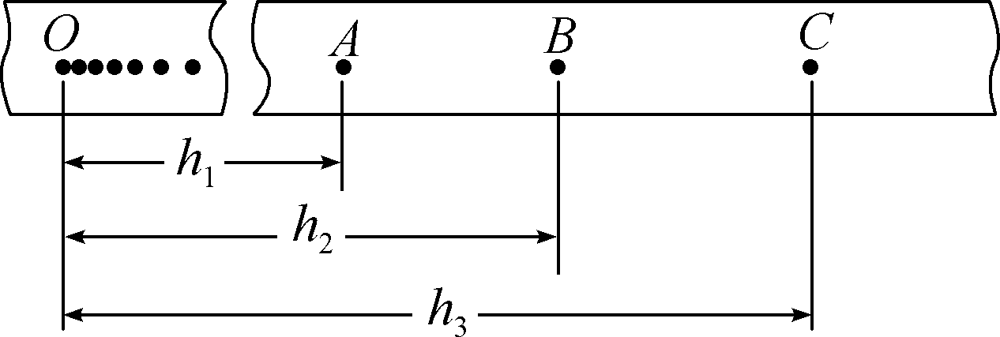 O A B C
h₁
h₂
h₃